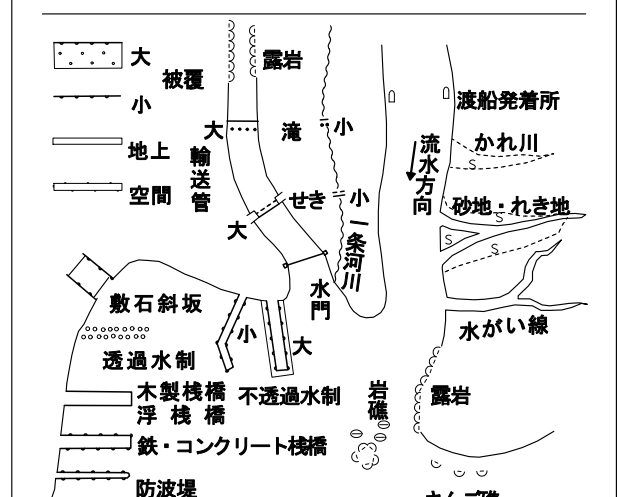 大
被覆
小
地上
輸送管
空間
露岩
大
滝
小
せき
小
大
一条河川
水門
渡船発着所
流水方向
かれ川
S
砂地・れき地
S
S
S
水がい線
敷石斜坂
小
大
透過水制
不透過水制
木製桟橋
浮桟橋
鉄・コンクリート桟橋
防波堤
岩礁
露岩